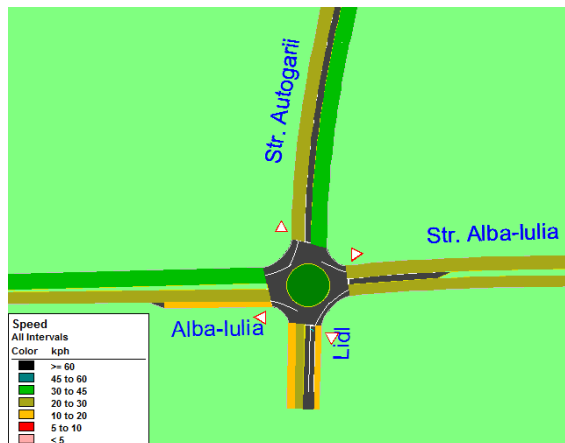 Str. Autogarii
Str. Alba-Iulia
Alba-Iulia
Lidl
Speed
All Intervals
Color kph
>= 60
45 to 60
30 to 45
20 to 30
10 to 20
5 to 10
< 5